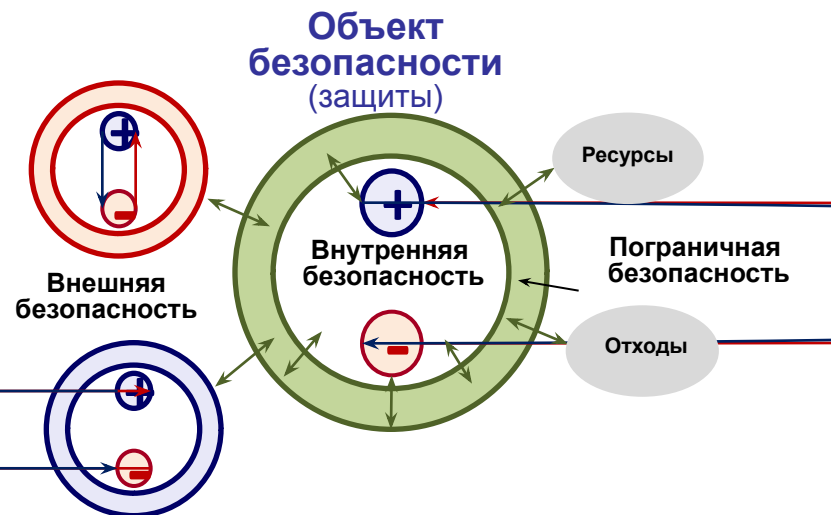 Объект
безопасности
(защиты)
Ресурсы
Внутренняя
безопасность
Пограничная
безопасность
Внешняя
безопасность
Отходы